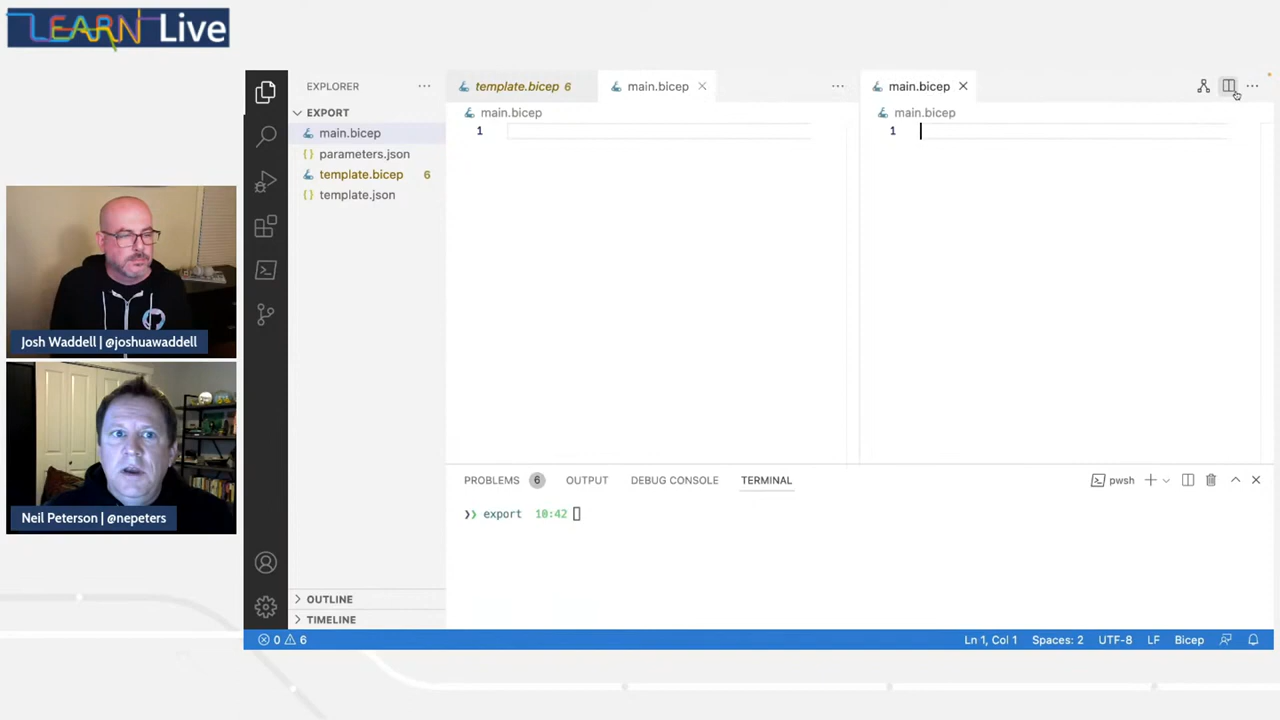 LEARN Live
Josh Waddell | @joshuawaddell
Neil Peterson | @nepeters
EXPLORER
EXPORT
main.bicep
parameters.json
template.bicep 6
template.json
OUTLINE
TIMELINE
template.bicep 6
main.bicep
main.bicep
1
main.bicep
main.bicep
1
PROBLEMS 6 OUTPUT DEBUG CONSOLE TERMINAL
pwsh
export 10:42
0 6
Ln 1, Col 1 Spaces: 2 UTF-8 LF Bicep